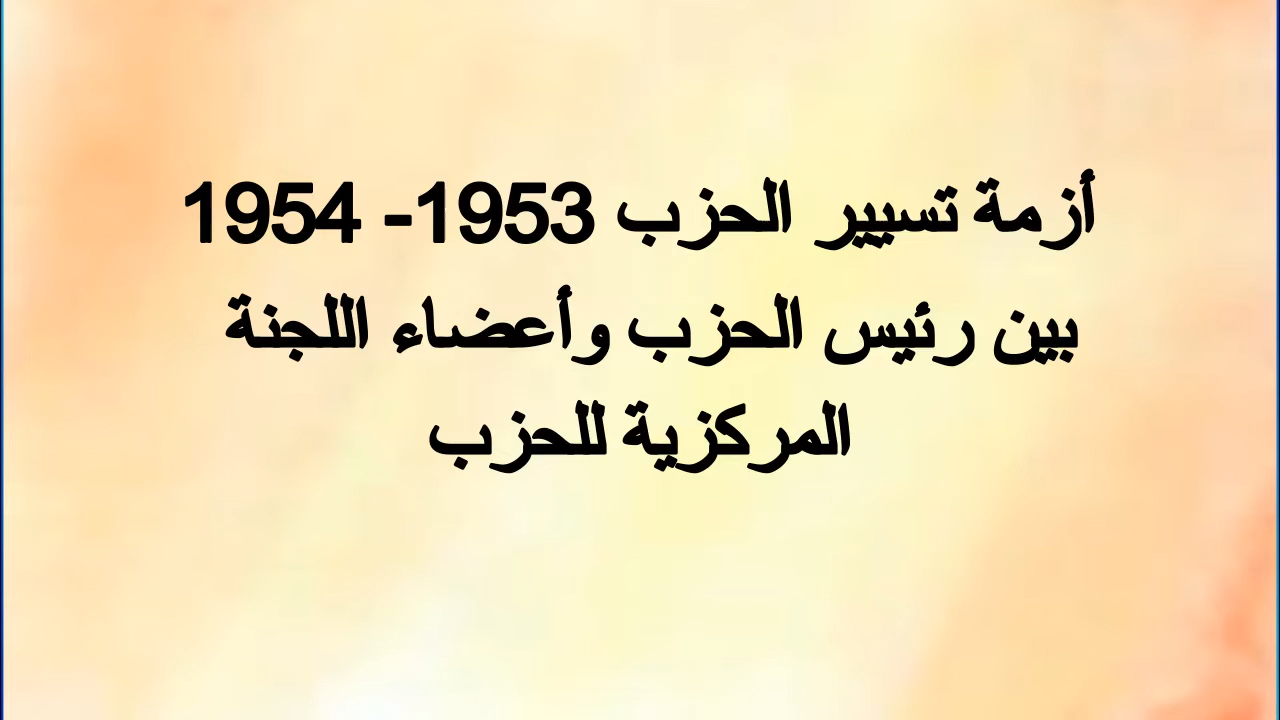 أزمة تسيير الحزب 1953- 1954
بين رئيس الحزب وأعضاء اللجنة
المركزية للحزب